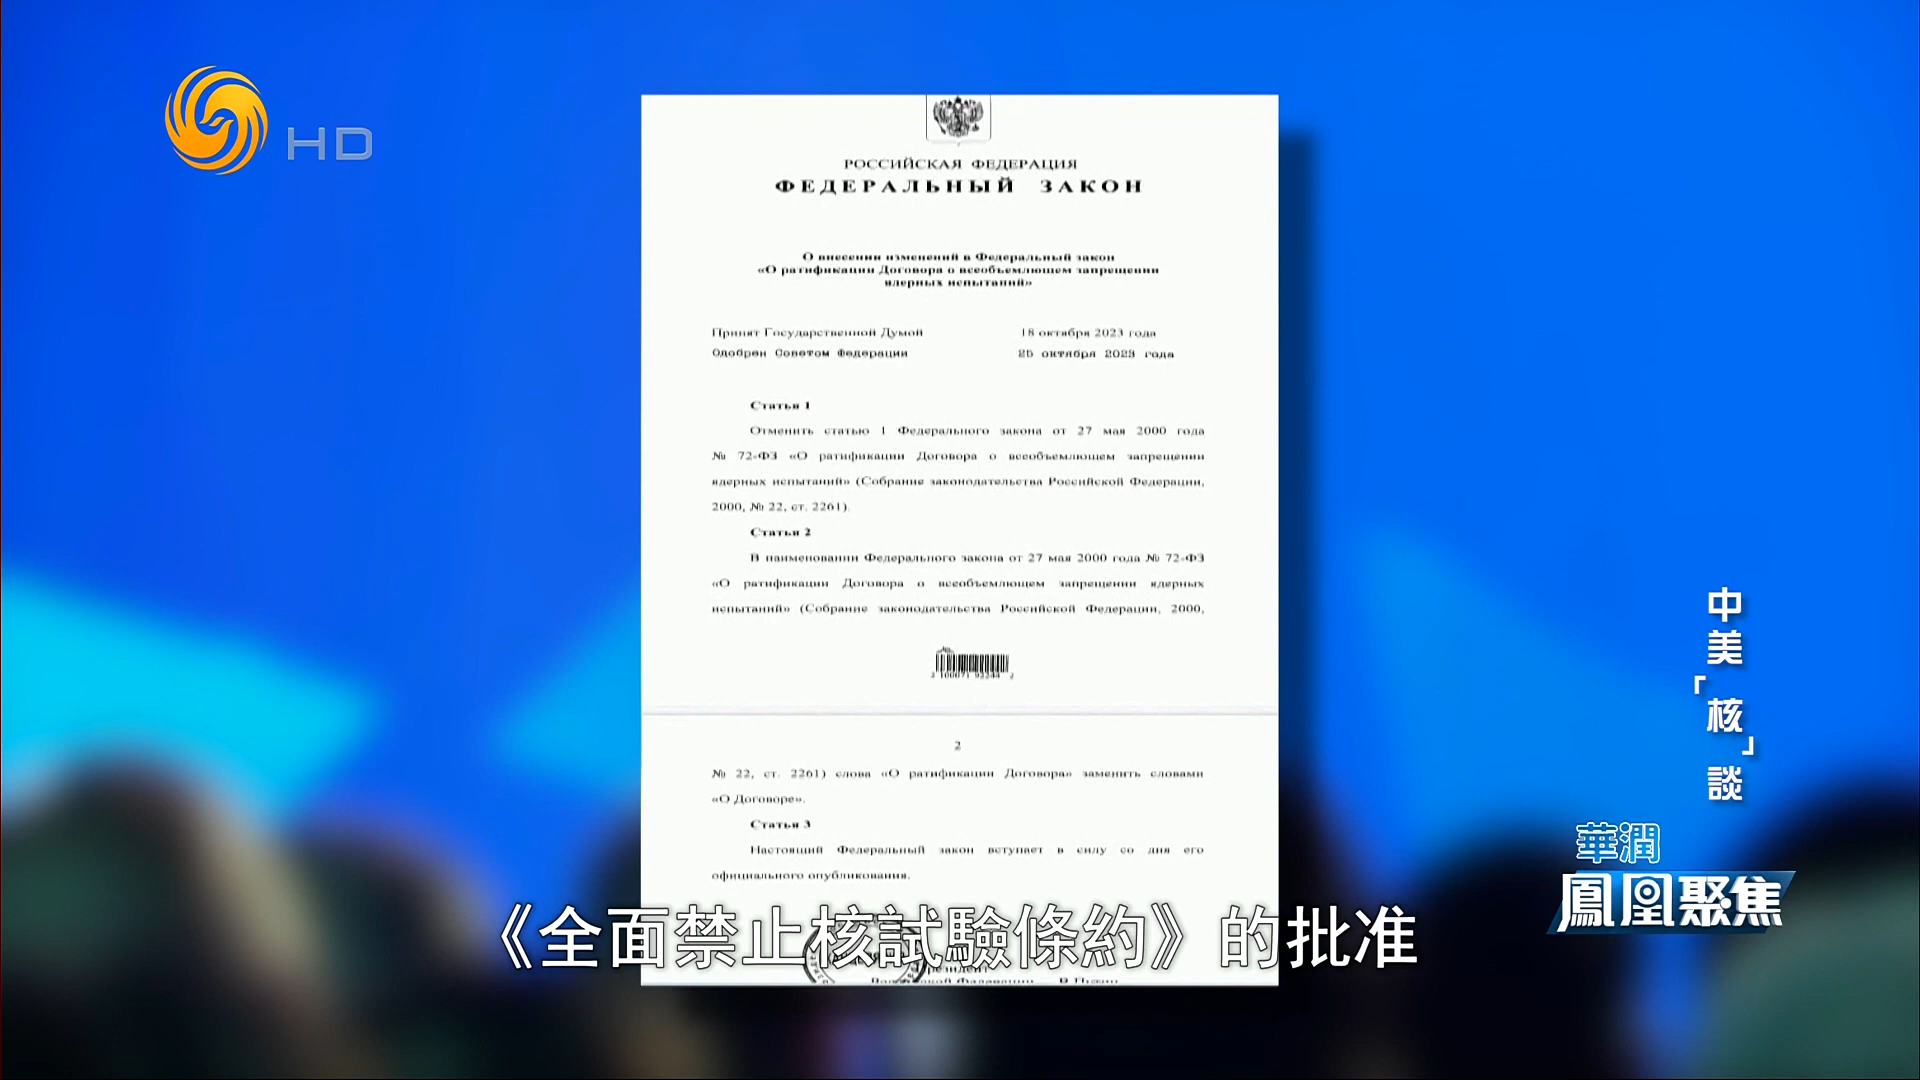 HD
РОССИЙСКАЯ ФЕДЕРАЦИЯ
ФЕДЕРАЛЬНЫЙ ЗАКОН
О внесении изменений в Федеральный закон
«О ратификации Договора о всеобъемлющем запрещении
ядерных испытаний»
Принят Государственной Думой 18 октября 2023 года
Одобрен Советом Федерации 25 октября 2023 года
Статья 1
Отменить статью 1 Федерального закона от 27 мая 2000 года
№ 72-ФЗ «О ратификации Договора о всеобъемлющем запрещении
ядерных испытаний» (Собрание законодательства Российской Федерации,
2000, № 22, ст. 2261).
Статья 2
В наименовании Федерального закона от 27 мая 2000 года № 72-ФЗ
«О ратификации Договора о всеобъемлющем запрещении ядерных
испытаний» (Собрание законодательства Российской Федерации, 2000,
2 100071 92244 2
2
№ 22, ст. 2261) слова «О ратификации Договора» заменить словами
«О Договоре».
Статья 3
Настоящий Федеральный закон вступает в силу со дня его
официального опубликования.
《全面禁止核試驗條約》的批准
中美「核」談
華潤
鳳凰聚焦